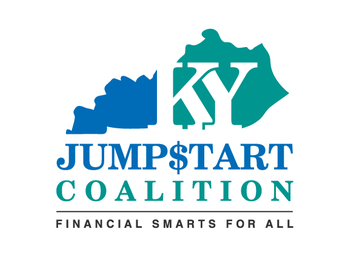 KY
JUMP$TART
COALITION
FINANCIAL SMARTS FOR ALL